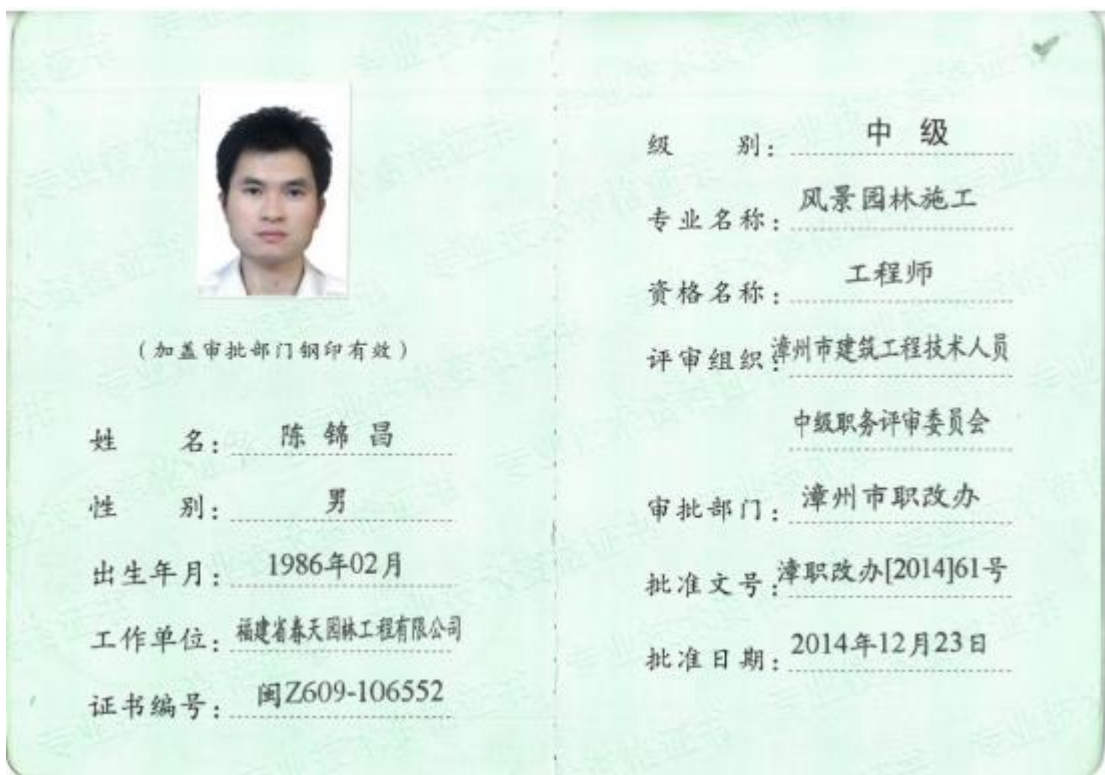 (加盖审批部门钢印有效)
姓 名: 陈锦昌
性 别: 男
出生年月: 1986年02月
工作单位: 福建省春天园林工程有限公司
证书编号: 闽Z609-106552
级 别: 中 级
专业名称: 风景园林施工
资格名称: 工程师
评审组织: 漳州市建筑工程技术人员
中级职务评审委员会
审批部门: 漳州市职改办
批准文号: 漳职改办[2014]61号
批准日期: 2014年12月23日